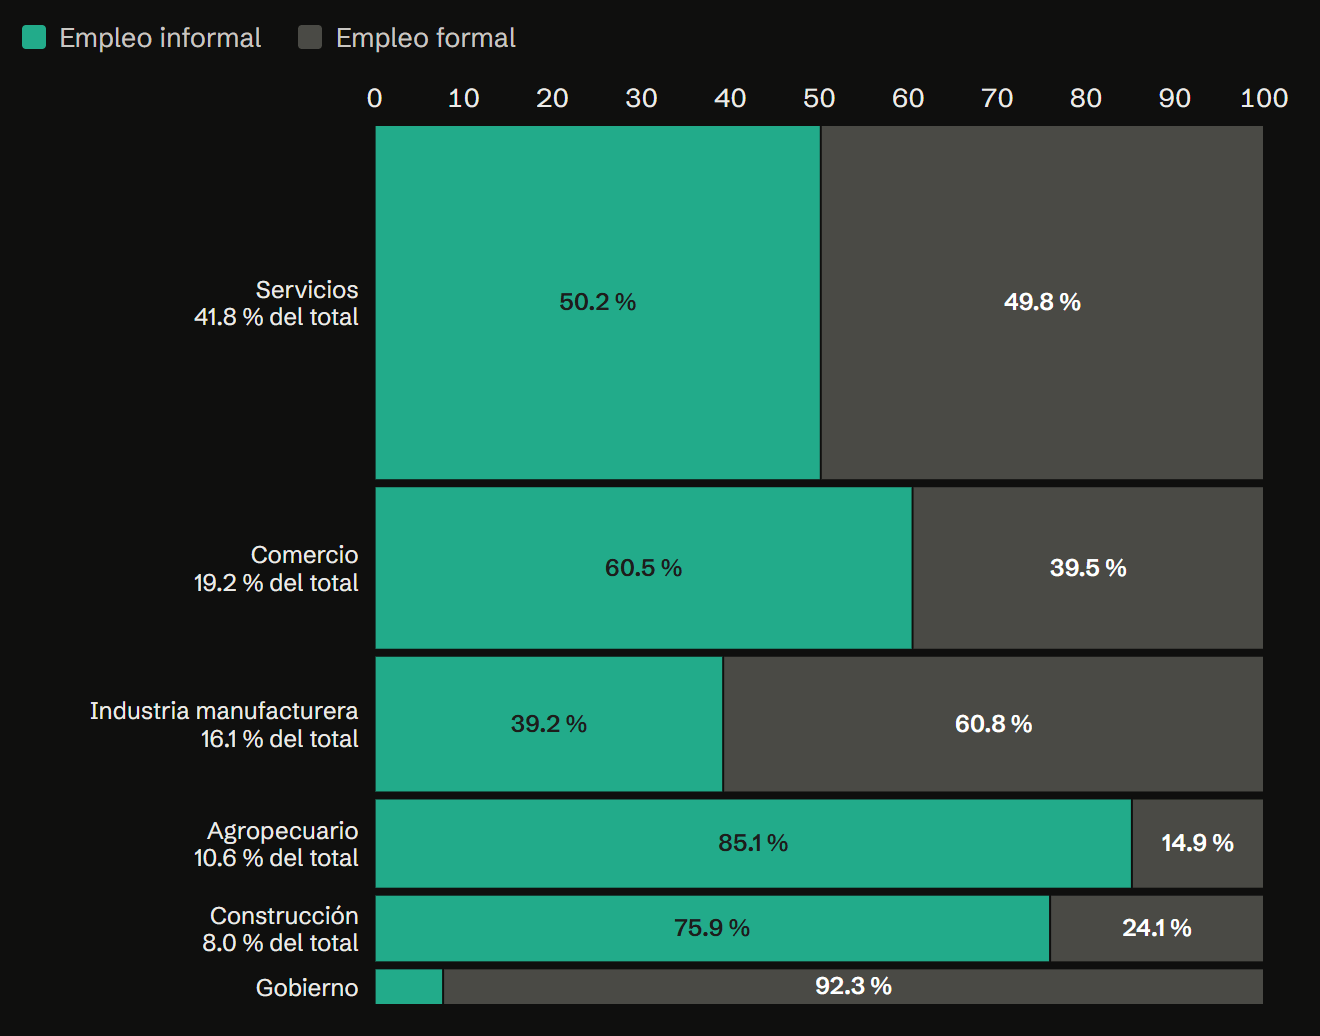 Empleo informal Empleo formal
0 10 20 30 40 50 60 70 80 90 100
Servicios
41.8 % del total
50.2 % 49.8 %
Comercio
19.2 % del total
60.5 % 39.5 %
Industria manufacturera
16.1 % del total
39.2 % 60.8 %
Agropecuario
10.6 % del total
85.1 % 14.9 %
Construcción
8.0 % del total
75.9 % 24.1 %
Gobierno 92.3 %